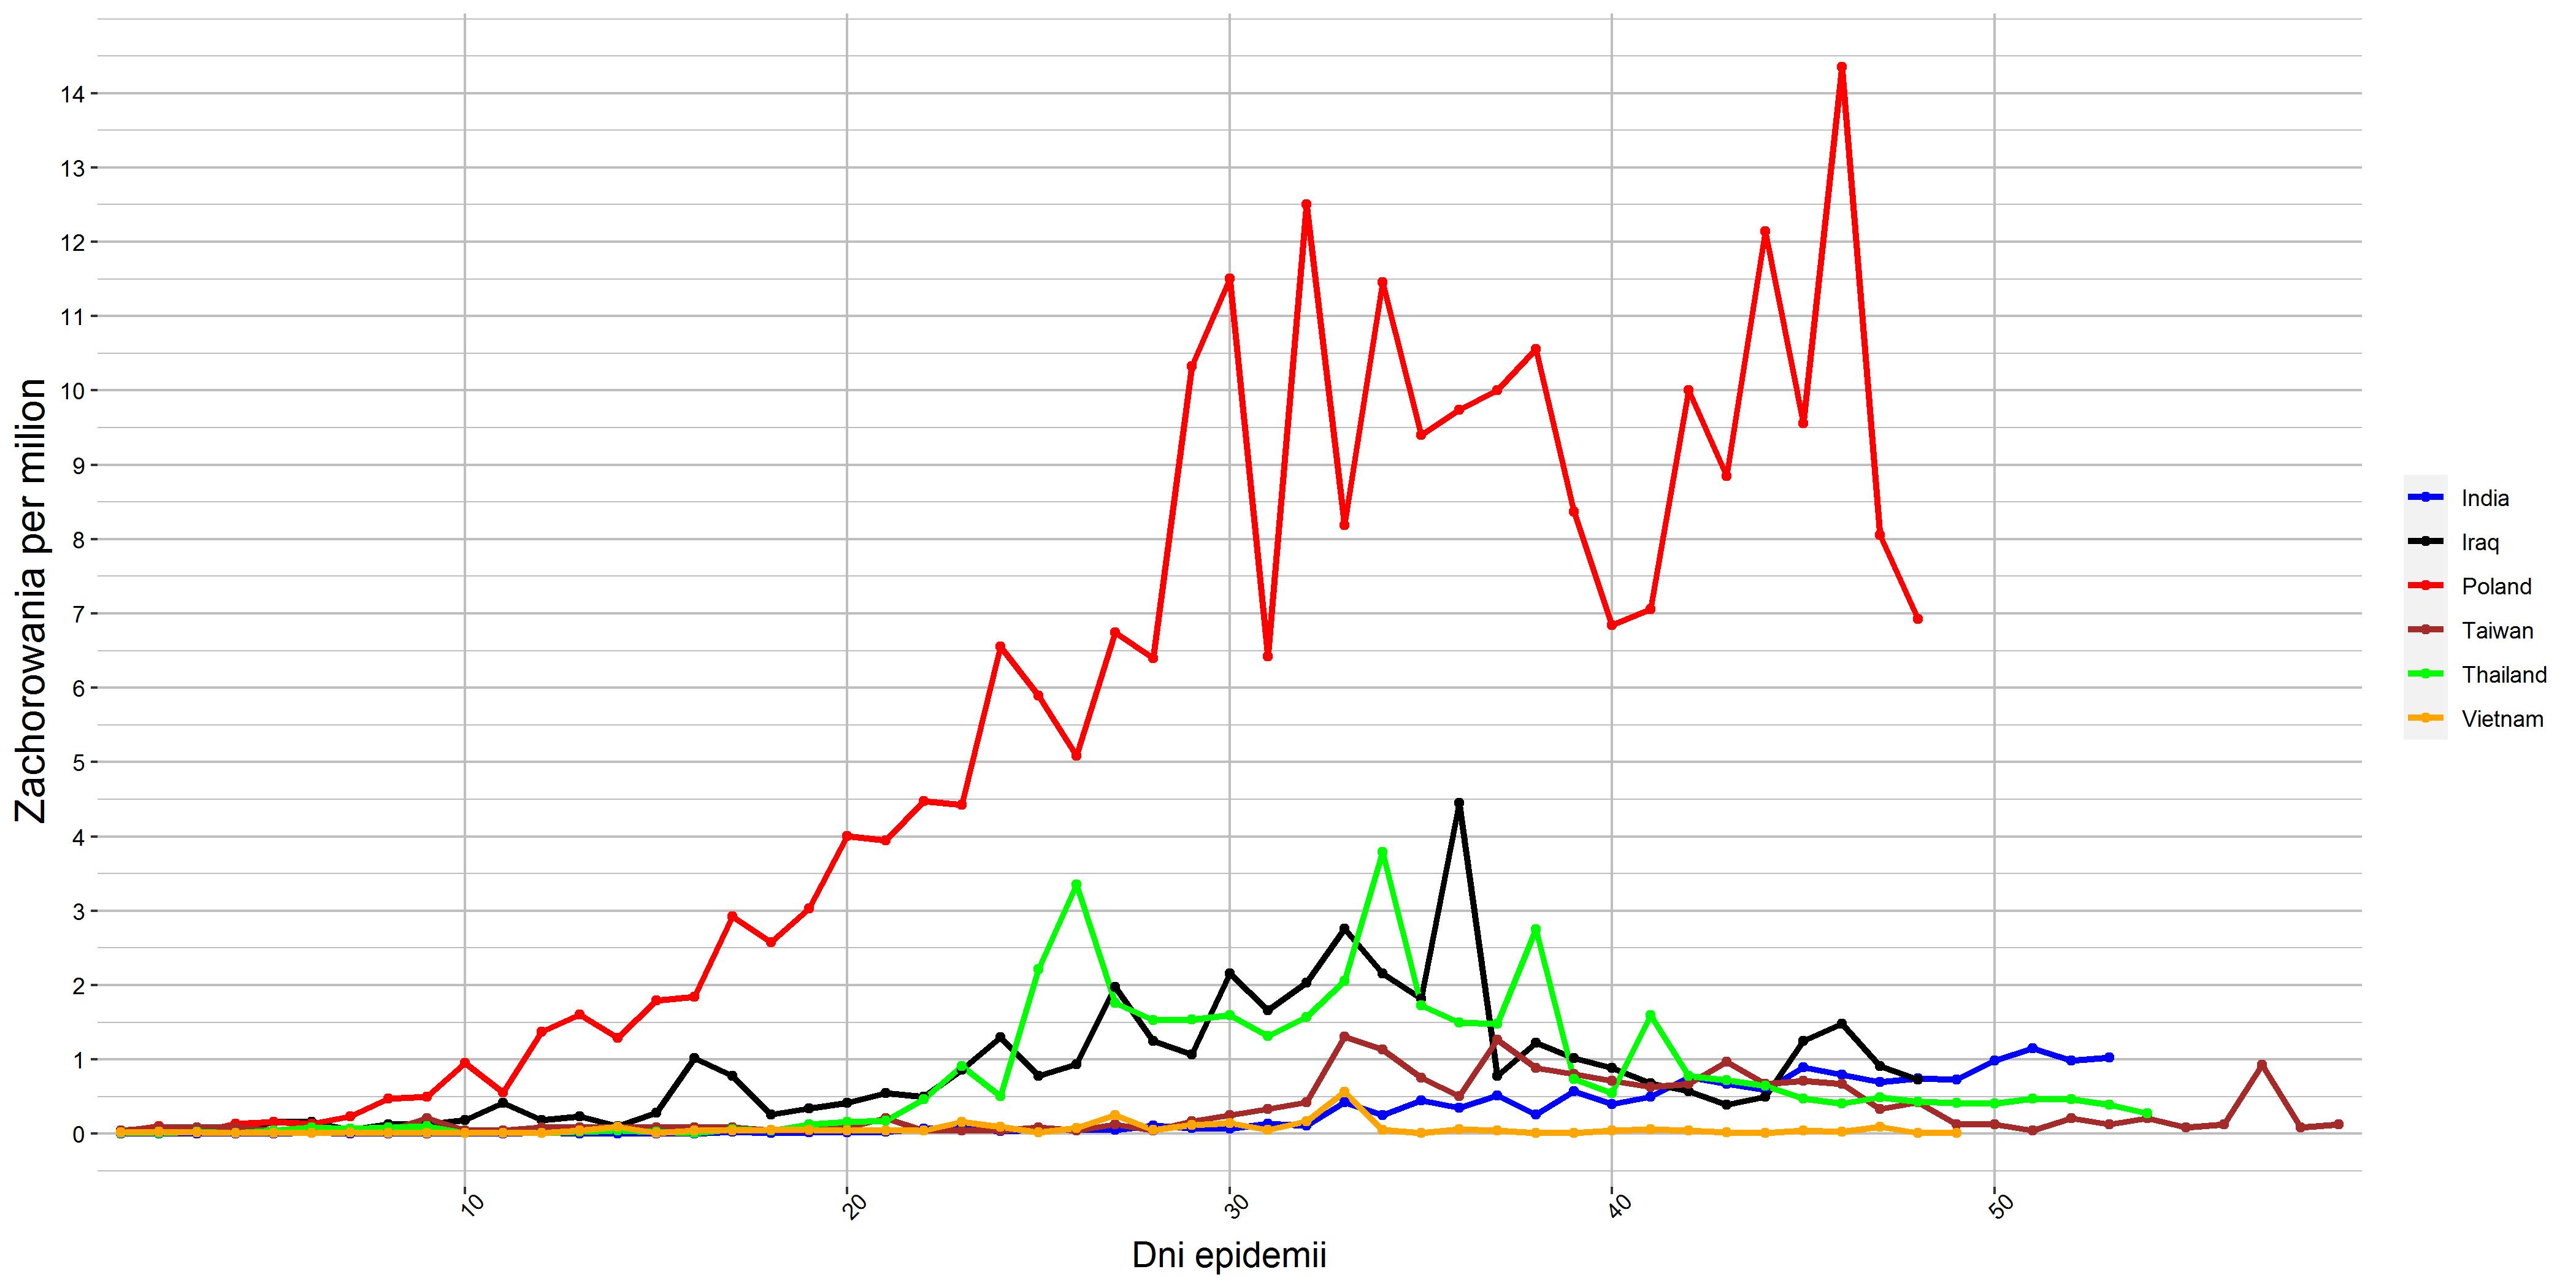 Zachorowania per milion
14
13
12
11
10
9
8
7
6
5
4
3
2
1
0
10
20
30
40
50
Dni epidemii
India
Iraq
Poland
Taiwan
Thailand
Vietnam